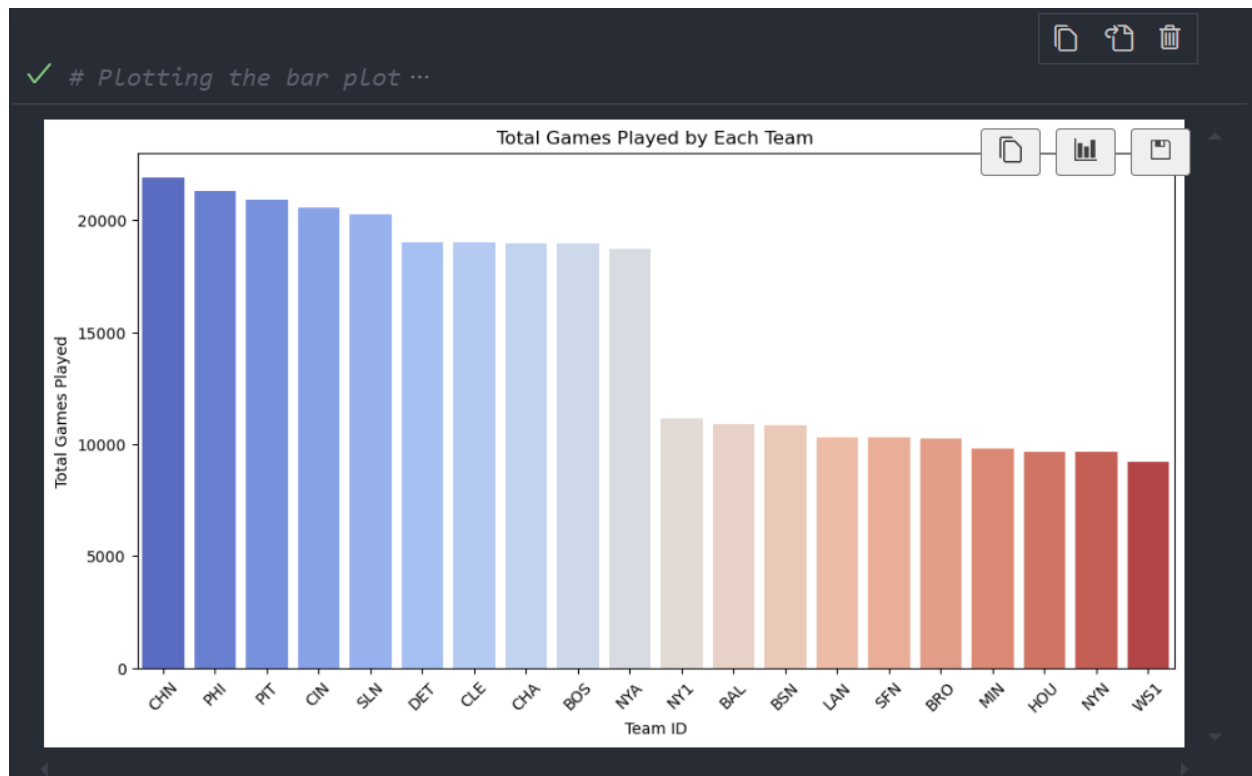 # Plotting the bar plot ···
Total Games Played by Each Team
20000
15000
10000
5000
0
Total Games Played
CHN PHI PIT CIN SLN DET CLE CHA BOS NYA NY1 BAL BSN LAN SFN BRO MIN HOU NYN WS1
Team ID